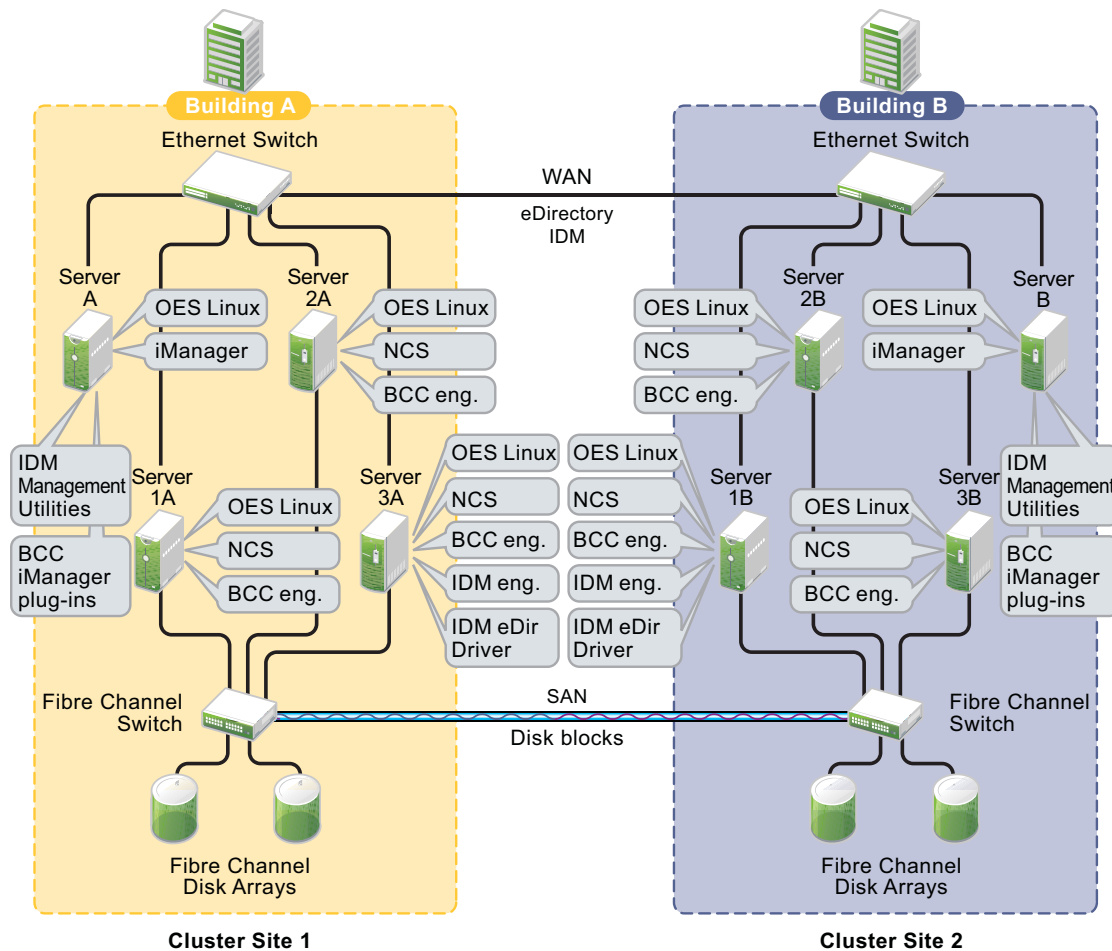 Building A
Building B
Ethernet Switch
Ethernet Switch
WAN
eDirectory
IDM
Server
A
Server
2A
OES Linux
iManager
OES Linux
NCS
BCC eng.
Server
2B
Server
B
OES Linux
NCS
BCC eng.
OES Linux
iManager
IDM
Management
Utilities
BCC
iManager
plug-ins
Server
1A
OES Linux
NCS
BCC eng.
Server
3A
OES Linux
NCS
BCC eng.
IDM eng.
IDM eDir
Driver
OES Linux
NCS
BCC eng.
IDM eng.
IDM eDir
Driver
Server
1B
OES Linux
NCS
BCC eng.
Server
3B
IDM
Management
Utilities
BCC
iManager
plug-ins
Fibre Channel
Switch
SAN
Disk blocks
Fibre Channel
Switch
Fibre Channel
Disk Arrays
Fibre Channel
Disk Arrays
Cluster Site 1
Cluster Site 2